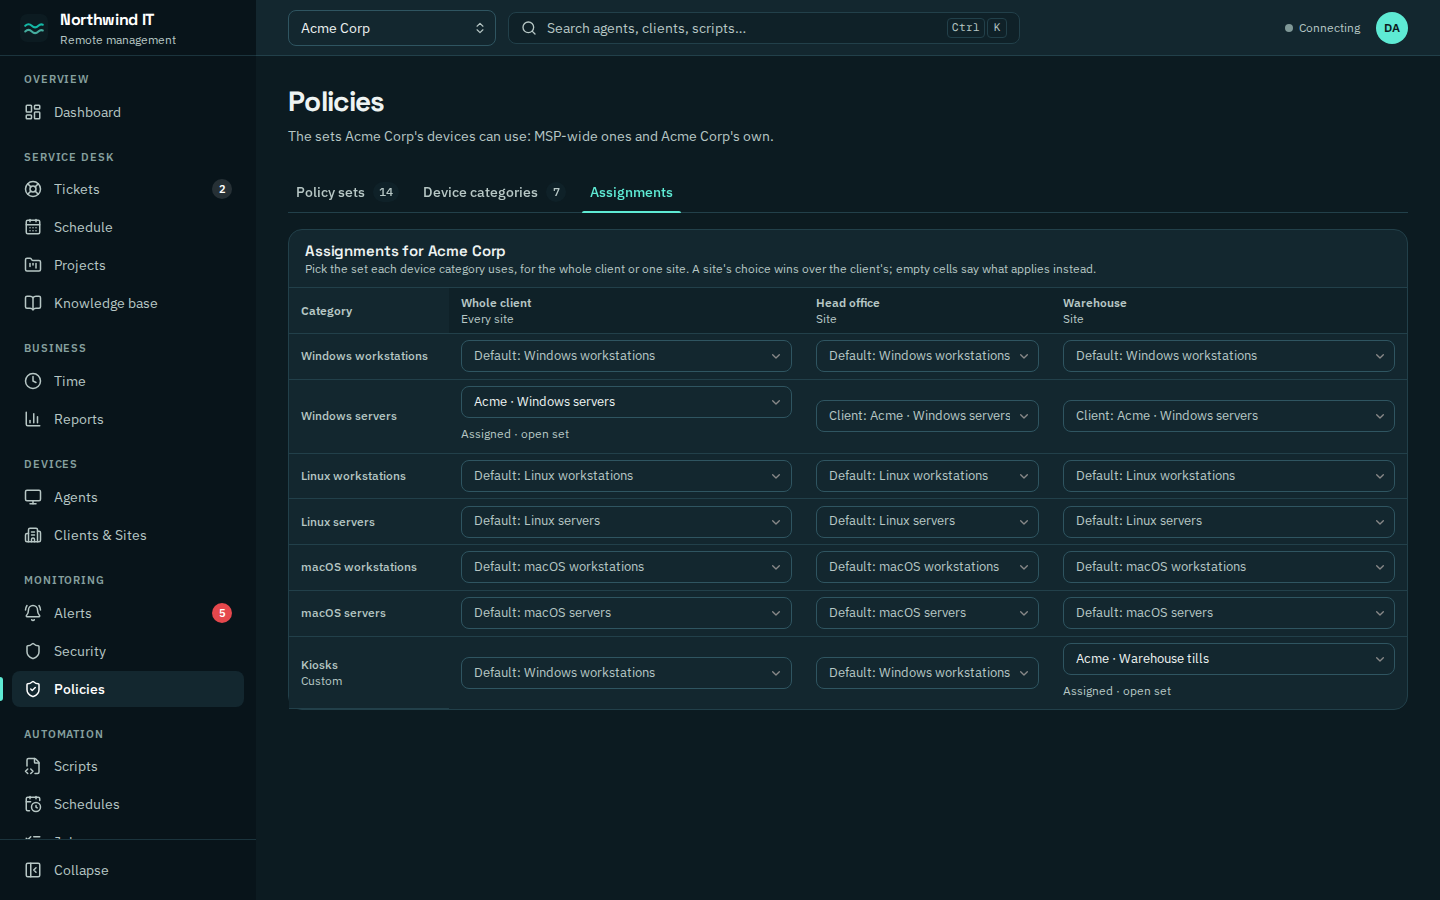 Northwind IT
Remote management
Acme Corp
Search agents, clients, scripts...
Ctrl K
Connecting
DA
OVERVIEW
Dashboard
SERVICE DESK
Tickets 2
Schedule
Projects
Knowledge base
BUSINESS
Time
Reports
DEVICES
Agents
Clients & Sites
MONITORING
Alerts 5
Security
Policies
AUTOMATION
Scripts
Schedules
Collapse
Policies
The sets Acme Corp's devices can use: MSP-wide ones and Acme Corp's own.
Policy sets 14 Device categories 7 Assignments
Assignments for Acme Corp
Pick the set each device category uses, for the whole client or one site. A site's choice wins over the client's; empty cells say what applies instead.
Category Whole client Head office Warehouse
Every site Site Site
Windows workstations Default: Windows workstations Default: Windows workstations Default: Windows workstations
Windows servers Acme · Windows servers Client: Acme · Windows servers Client: Acme · Windows servers
Assigned · open set
Linux workstations Default: Linux workstations Default: Linux workstations Default: Linux workstations
Linux servers Default: Linux servers Default: Linux servers Default: Linux servers
macOS workstations Default: macOS workstations Default: macOS workstations Default: macOS workstations
macOS servers Default: macOS servers Default: macOS servers Default: macOS servers
Kiosks Default: Windows workstations Default: Windows workstations Acme · Warehouse tills
Custom Assigned · open set